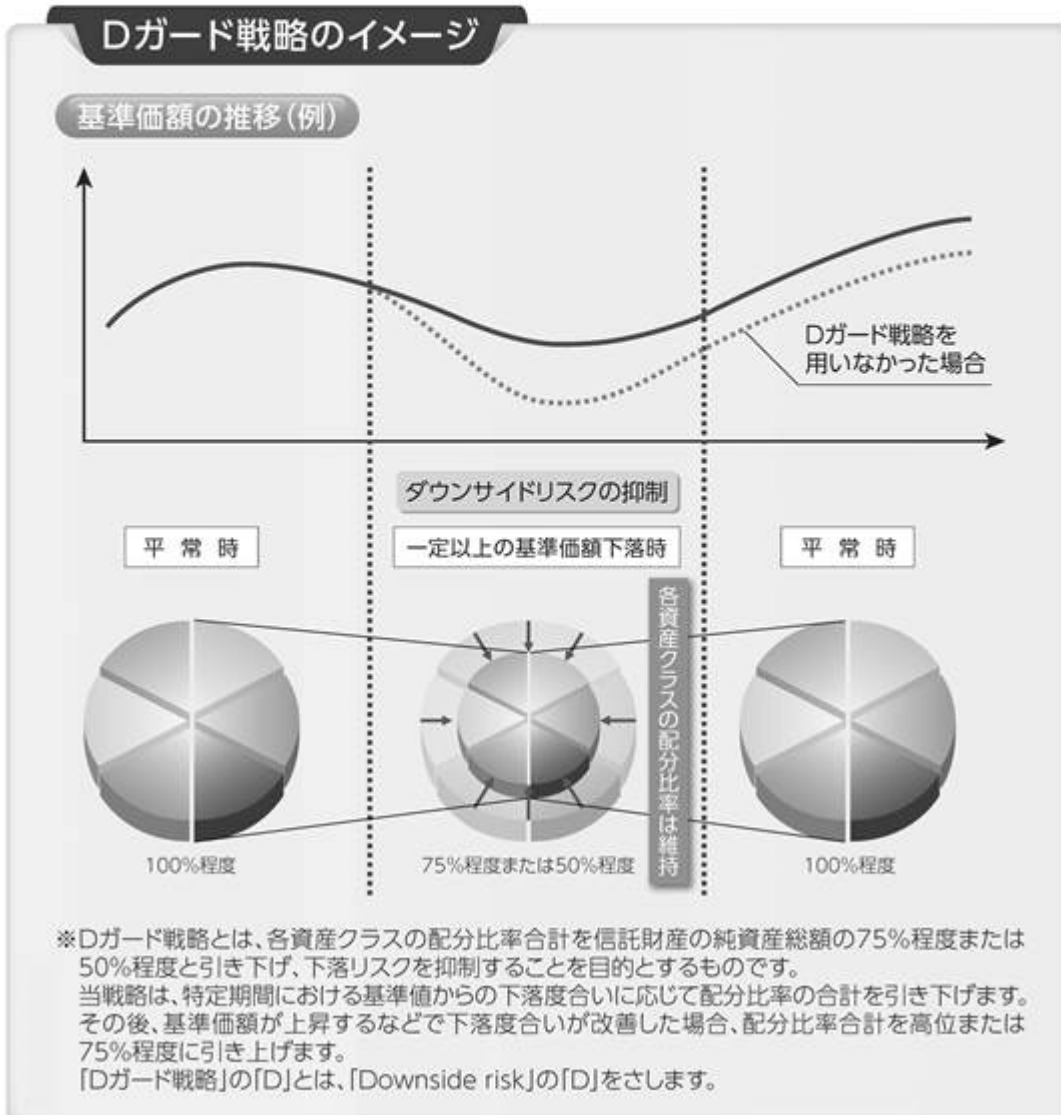 Dガード戦略のイメージ
基準価額の推移(例)
Dガード戦略を
用いなかった場合
ダウンサイドリスクの抑制
平常時
一定以上の基準価額下落時
平常時
各資産クラスの配分比率は維持
100%程度
75%程度または50%程度
100%程度
※Dガード戦略とは、各資産クラスの配分比率合計を信託財産の純資産総額の75%程度または
50%程度と引き下げ、下落リスクを抑制することを目的とするものです。
当戦略は、特定期間における基準値からの下落度合いに応じて配分比率の合計を引き下げます。
その後、基準価額が上昇するなどで下落度合いが改善した場合、配分比率合計を高位または
75%程度に引き上げます。
「Dガード戦略」の「D」とは、「Downside risk」の「D」をさします。